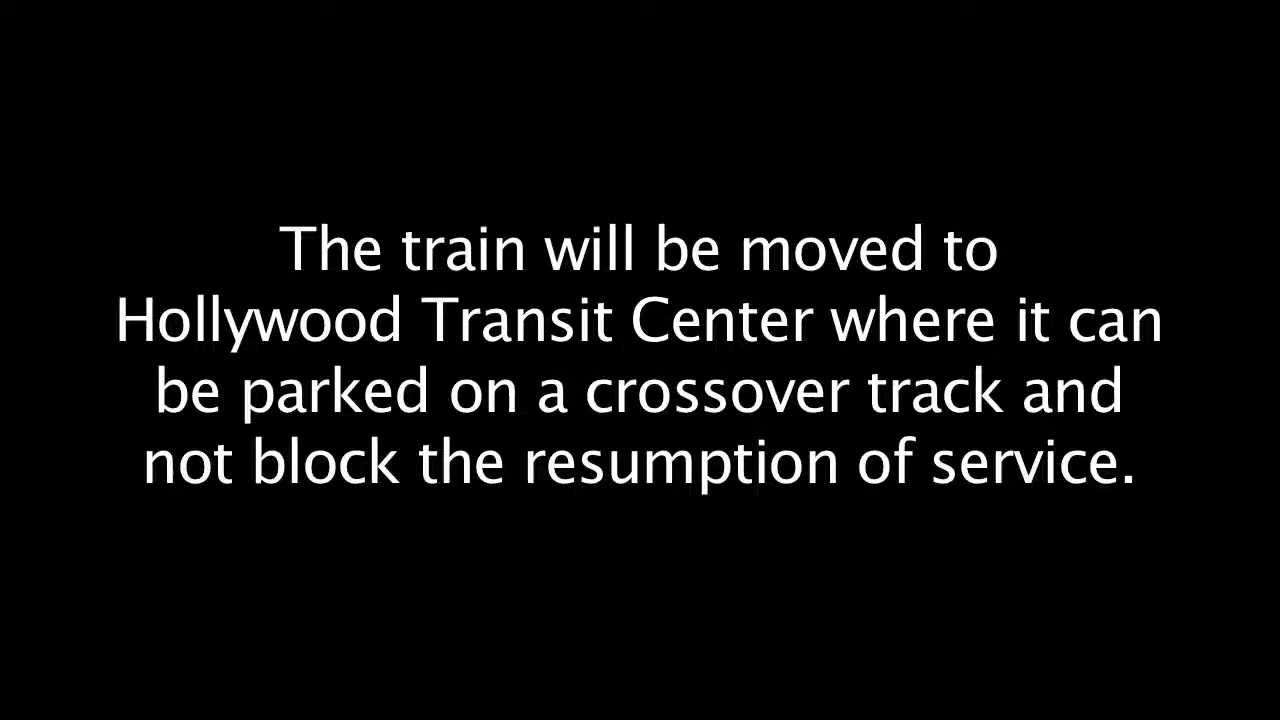 The train will be moved to
Hollywood Transit Center where it can
be parked on a crossover track and
not block the resumption of service.